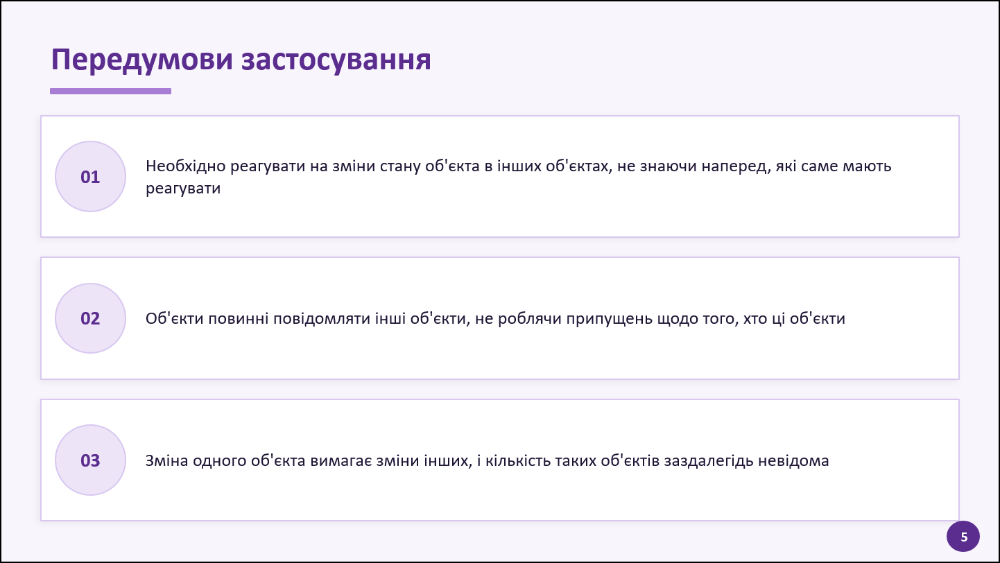 Передумови застосування
01
Необхідно реагувати на зміни стану об'єкта в інших об'єктах, не знаючи наперед, які саме мають
реагувати
02
Об'єкти повинні повідомляти інші об'єкти, не роблячи припущень щодо того, хто ці об'єкти
03
Зміна одного об'єкта вимагає зміни інших, і кількість таких об'єктів заздалегідь невідома
5